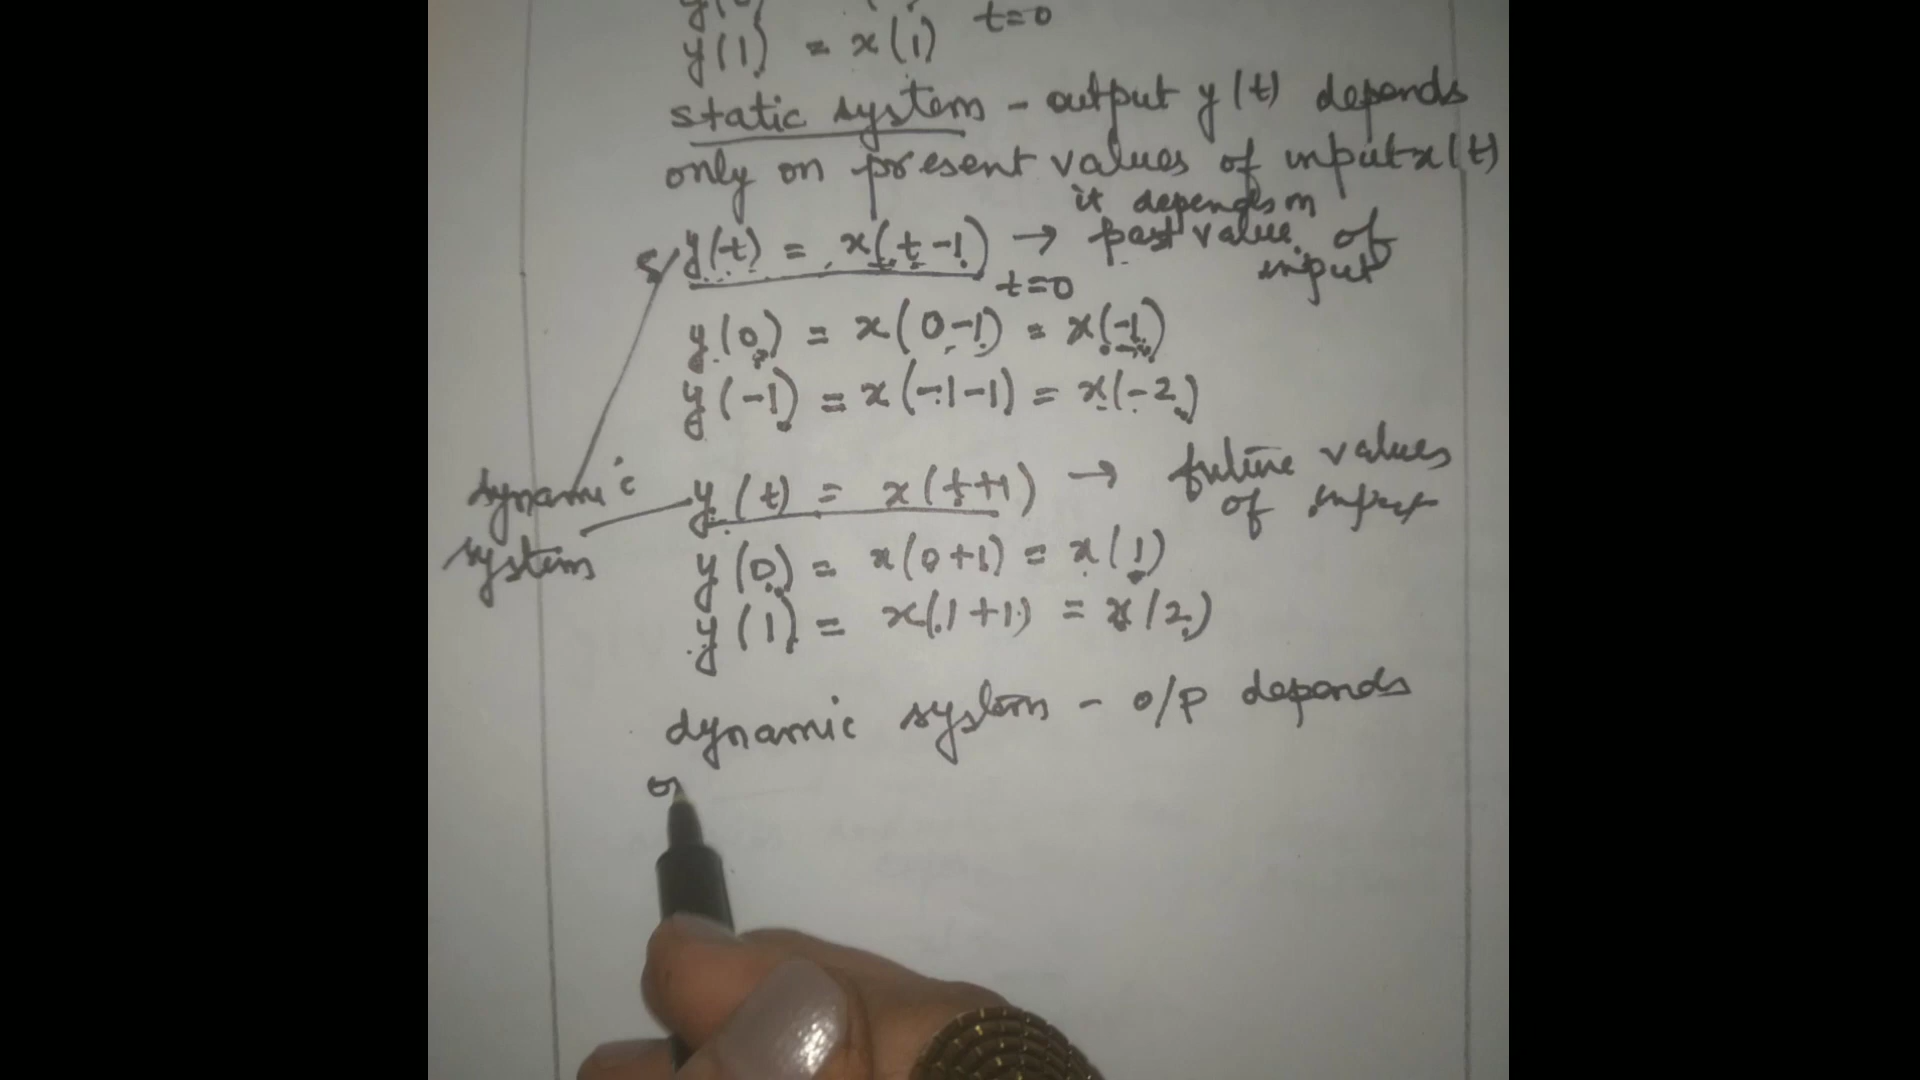 y(1) = x(1) t=0
static system - output y(t) depends
only on present values of input x(t)
it depends on
y(t) = x(t-1) → past value of
input
t=0
y(0) = x(0-1) = x(-1)
y(-1) = x(-1-1) = x(-2)
dynamic
system
y(t) = x(t+1) → future values
of input
y(0) = x(0+1) = x(1)
y(1) = x(1+1) = x(2)
dynamic system - o/p depends
on